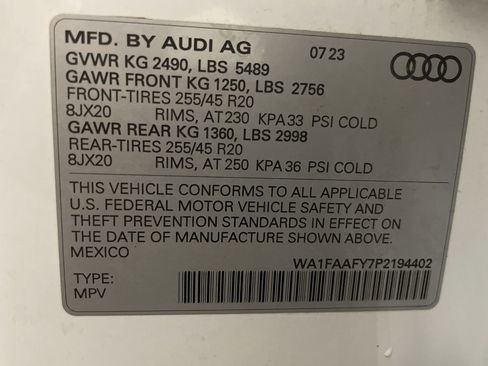 MFD. BY AUDI AG 07 23
GVWR KG 2490, LBS 5489
GAWR FRONT KG 1250, LBS 2756
FRONT-TIRES 255/45 R20
8JX20 RIMS, AT 230 KPA 33 PSI COLD
GAWR REAR KG 1360, LBS 2998
REAR-TIRES 255/45 R20
8JX20 RIMS, AT 250 KPA 36 PSI COLD
THIS VEHICLE CONFORMS TO ALL APPLICABLE
U.S. FEDERAL MOTOR VEHICLE SAFETY AND
THEFT PREVENTION STANDARDS IN EFFECT ON
THE DATE OF MANUFACTURE SHOWN ABOVE.
MEXICO
WA1FAAFY7P2194402
TYPE:
MPV